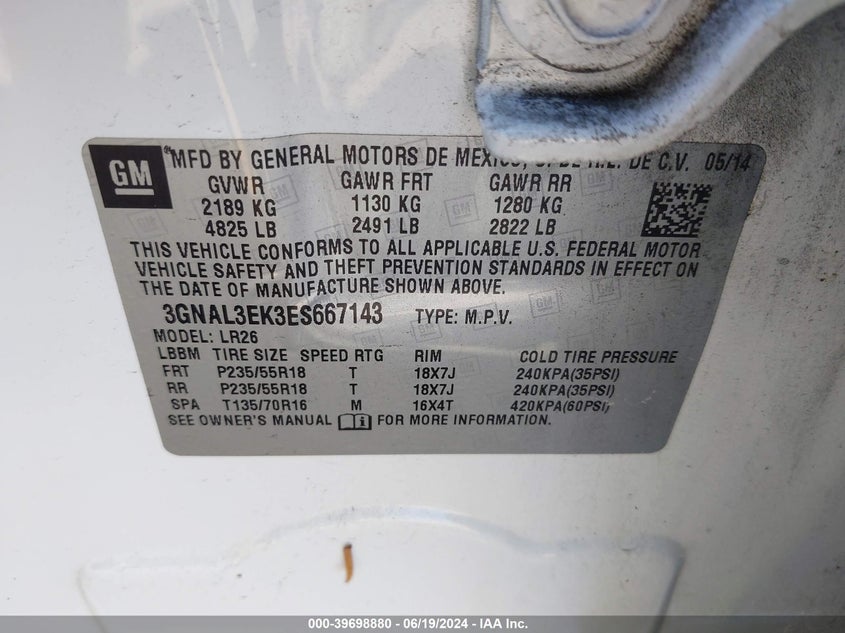 GM
MFD BY GENERAL MOTORS DE MEXICO, DE C.V. 05/14
GVWR GAWR FRT GAWR RR
2189 KG 1130 KG 1280 KG
4825 LB 2491 LB 2822 LB
THIS VEHICLE CONFORMS TO ALL APPLICABLE U.S. FEDERAL MOTOR
VEHICLE SAFETY AND THEFT PREVENTION STANDARDS IN EFFECT ON
THE DATE OF MANUFACTURE SHOWN ABOVE.
3GNAL3EK3ES667143 TYPE: M.P.V.
MODEL: LR26
LBBM TIRE SIZE SPEED RTG RIM COLD TIRE PRESSURE
FRT P235/55R18 T 18X7J 240KPA(35PSI)
RR P235/55R18 T 18X7J 240KPA(35PSI)
SPA T135/70R16 M 16X4T 420KPA(60PSI)
SEE OWNER'S MANUAL FOR MORE INFORMATION.
000-39698880 - 06/19/2024 - IAA Inc.